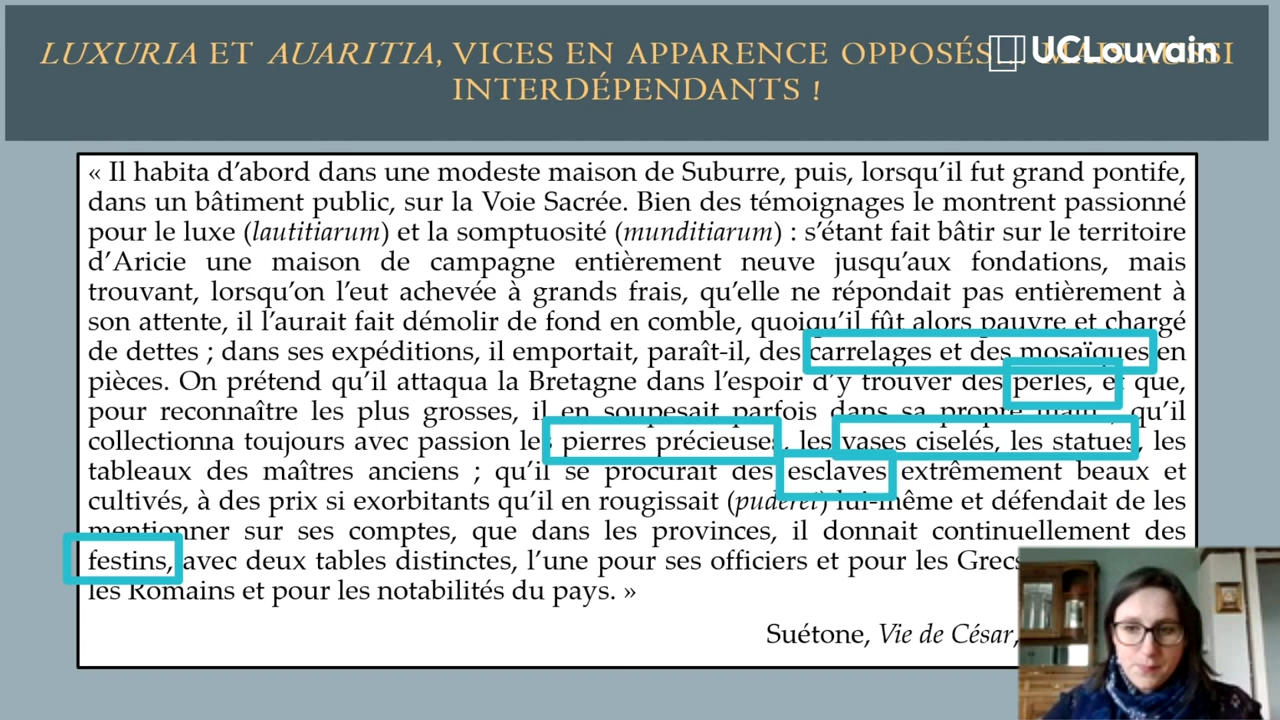 LUXURIA ET AUARITIA, VICES EN APPARENCE OPPOSÉS AUSSI
UCLouvain
INTERDÉPENDANTS !
« Il habita d’abord dans une modeste maison de Suburre, puis, lorsqu’il fut grand pontife,
dans un bâtiment public, sur la Voie Sacrée. Bien des témoignages le montrent passionné
pour le luxe (lautitiarum) et la somptuosité (munditiarum) : s’étant fait bâtir sur le territoire
d’Aricie une maison de campagne entièrement neuve jusqu’aux fondations, mais
trouvant, lorsqu’on l’eut achevée à grands frais, qu’elle ne répondait pas entièrement à
son attente, il l’aurait fait démolir de fond en comble, quoiqu’il fût alors pauvre et chargé
de dettes ; dans ses expéditions, il emportait, paraît-il, des carrelages et des mosaïques en
pièces. On prétend qu’il attaqua la Bretagne dans l’espoir d’y trouver des perles, et que,
pour reconnaître les plus grosses, il en soupesait parfois dans sa propre main, qu’il
collectionna toujours avec passion les pierres précieuses, les vases ciselés, les statues, les
tableaux des maîtres anciens ; qu’il se procurait des esclaves extrêmement beaux et
cultivés, à des prix si exorbitants qu’il en rougissait (puderet) lui-même et défendait de les
mentionner sur ses comptes, que dans les provinces, il donnait continuellement des
festins, avec deux tables distinctes, l’une pour ses officiers et pour les Grecs
les Romains et pour les notabilités du pays. »
Suétone, Vie de César,